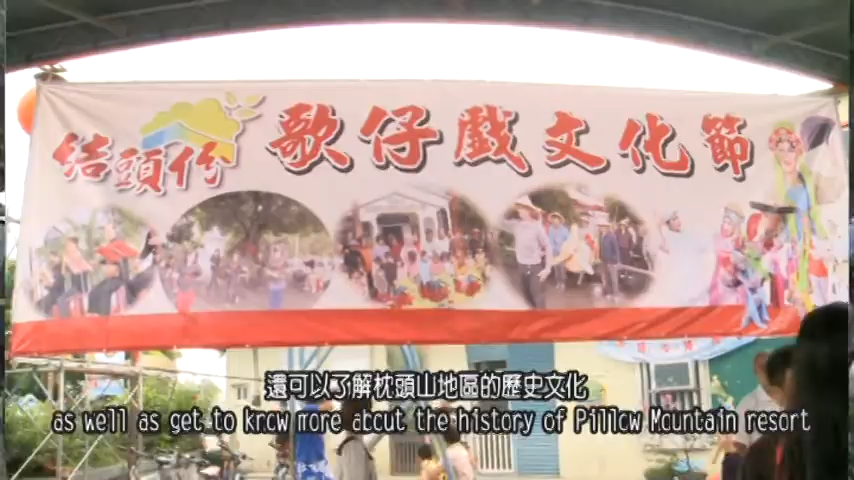 結頭份
歌仔戲文化節
還可以了解枕頭山地區的歷史文化
as well as get to know more about the history of Pillow Mountain resort